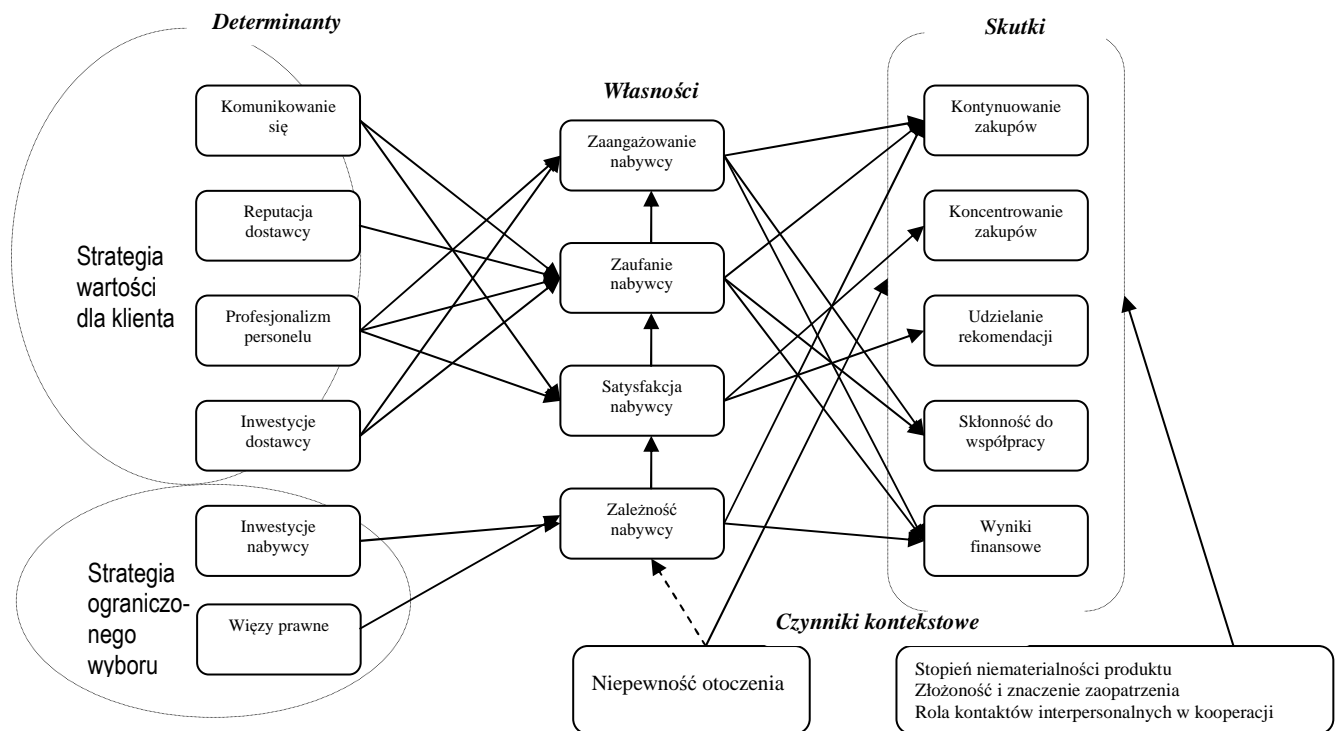 Determinanty
Skutki
Własności
Komunikowanie
się
Reputacja
dostawcy
Profesjonalizm
personelu
Inwestycje
dostawcy
Inwestycje
nabywcy
Więzy prawne
Strategia
wartości
dla klienta
Strategia
ograniczo-
nego
wyboru
Zaangażowanie
nabywcy
Zaufanie
nabywcy
Satysfakcja
nabywcy
Zależność
nabywcy
Kontynuowanie
zakupów
Koncentrowanie
zakupów
Udzielanie
rekomendacji
Skłonność do
współpracy
Wyniki
finansowe
Czynniki kontekstowe
Niepewność otoczenia
Stopień niematerialności produktu
Złożoność i znaczenie zaopatrzenia
Rola kontaktów interpersonalnych w kooperacji